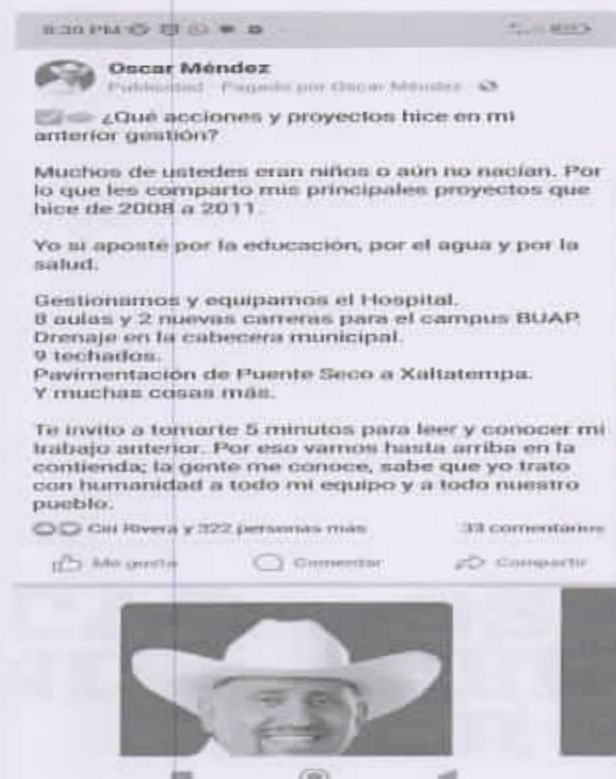 8:30 PM
Oscar Méndez
Publicidad · Pagado por Oscar Méndez ·
¿Qué acciones y proyectos hice en mi
anterior gestión?
Muchos de ustedes eran niños o aún no nacían. Por
lo que les comparto mis principales proyectos que
hice de 2008 a 2011.
Yo si aposté por la educación, por el agua y por la
salud.
Gestionamos y equipamos el Hospital.
8 aulas y 2 nuevas carreras para el campus BUAP.
Drenaje en la cabecera municipal.
9 techados.
Pavimentación de Puente Seco a Xaltatempa.
Y muchas cosas más.
Te invito a tomarte 5 minutos para leer y conocer mi
trabajo anterior. Por eso vamos hasta arriba en la
contienda; la gente me conoce, sabe que yo trato
con humanidad a todo mi equipo y a todo nuestro
pueblo.
Rivera y 322 personas más 33 comentarios
Me gusta Comentar Compartir